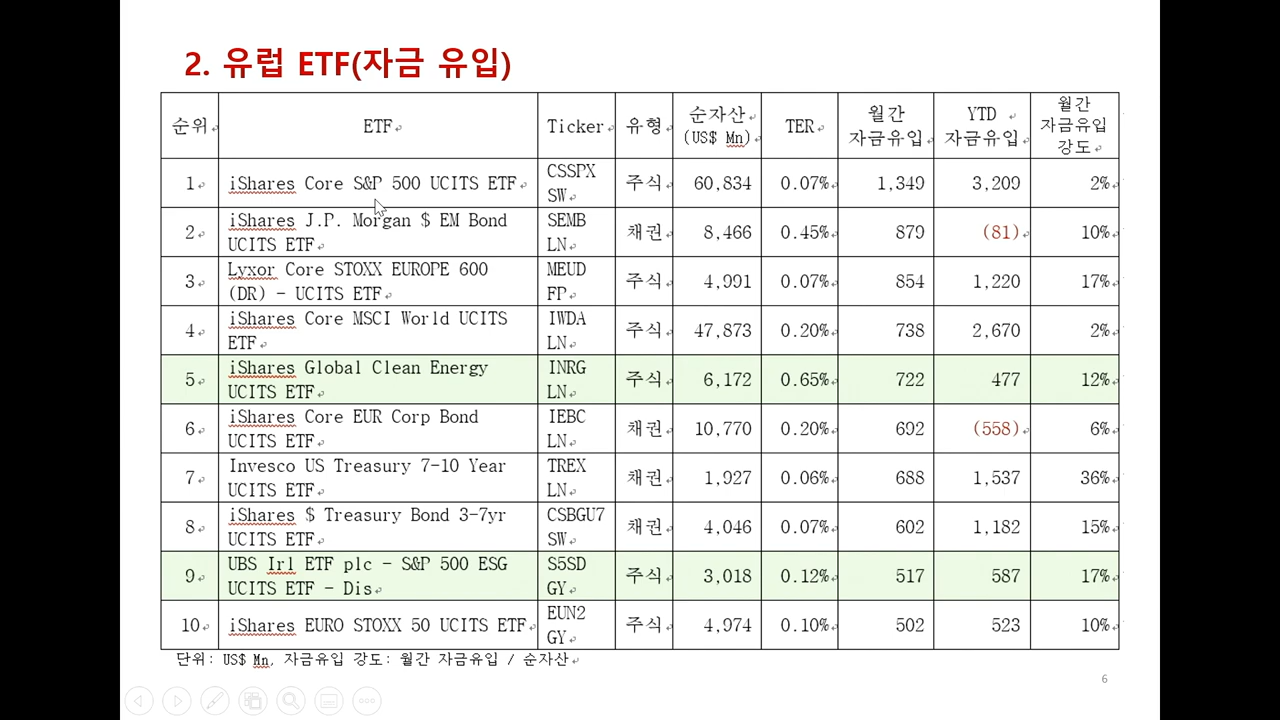 2. 유럽 ETF(자금 유입)
순위 ETF Ticker 유형 순자산 (US$ Mn) TER 월간 자금유입 YTD 자금유입 월간 자금유입 강도
1 iShares Core S&P 500 UCITS ETF CSSPX SW 주식 60,834 0.07% 1,349 3,209 2%
2 iShares J.P. Morgan $ EM Bond UCITS ETF SEMB LN 채권 8,466 0.45% 879 (81) 10%
3 Lyxor Core STOXX EUROPE 600 (DR) - UCITS ETF MEUD FP 주식 4,991 0.07% 854 1,220 17%
4 iShares Core MSCI World UCITS ETF IWDA LN 주식 47,873 0.20% 738 2,670 2%
5 iShares Global Clean Energy UCITS ETF INRG LN 주식 6,172 0.65% 722 477 12%
6 iShares Core EUR Corp Bond UCITS ETF IEBC LN 채권 10,770 0.20% 692 (558) 6%
7 Invesco US Treasury 7-10 Year UCITS ETF TREX LN 채권 1,927 0.06% 688 1,537 36%
8 iShares $ Treasury Bond 3-7yr UCITS ETF CSBGU7 SW 채권 4,046 0.07% 602 1,182 15%
9 UBS Irl ETF plc - S&P 500 ESG UCITS ETF - Dis S5SD GY 주식 3,018 0.12% 517 587 17%
10 iShares EURO STOXX 50 UCITS ETF EUN2 GY 주식 4,974 0.10% 502 523 10%
단위: US$ Mn, 자금유입 강도: 월간 자금유입 / 순자산
6